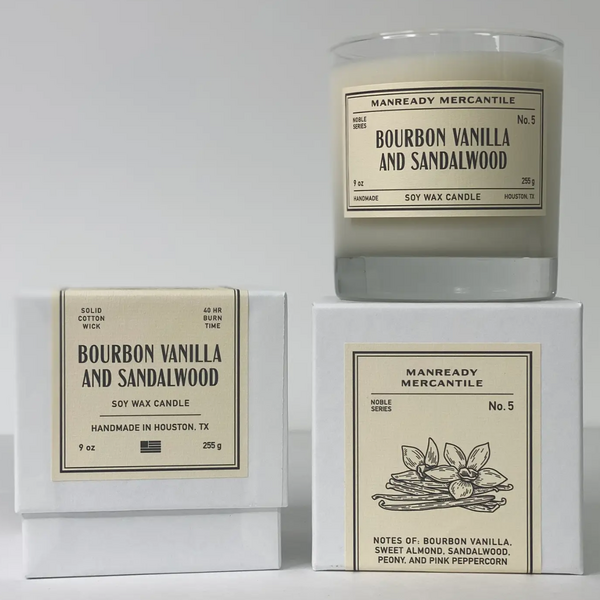 MANREADY MERCANTILE
NOBLE
SERIES
No. 5
BOURBON VANILLA
AND SANDALWOOD
9 oz
255 g
HANDMADE
SOY WAX CANDLE
HOUSTON, TX
SOLID
COTTON
WICK
40 HR
BURN
TIME
BOURBON VANILLA
AND SANDALWOOD
SOY WAX CANDLE
HANDMADE IN HOUSTON, TX
9 oz
255 g
MANREADY
MERCANTILE
NOBLE
SERIES
No. 5
NOTES OF: BOURBON VANILLA,
SWEET ALMOND, SANDALWOOD,
PEONY, AND PINK PEPPERCORN